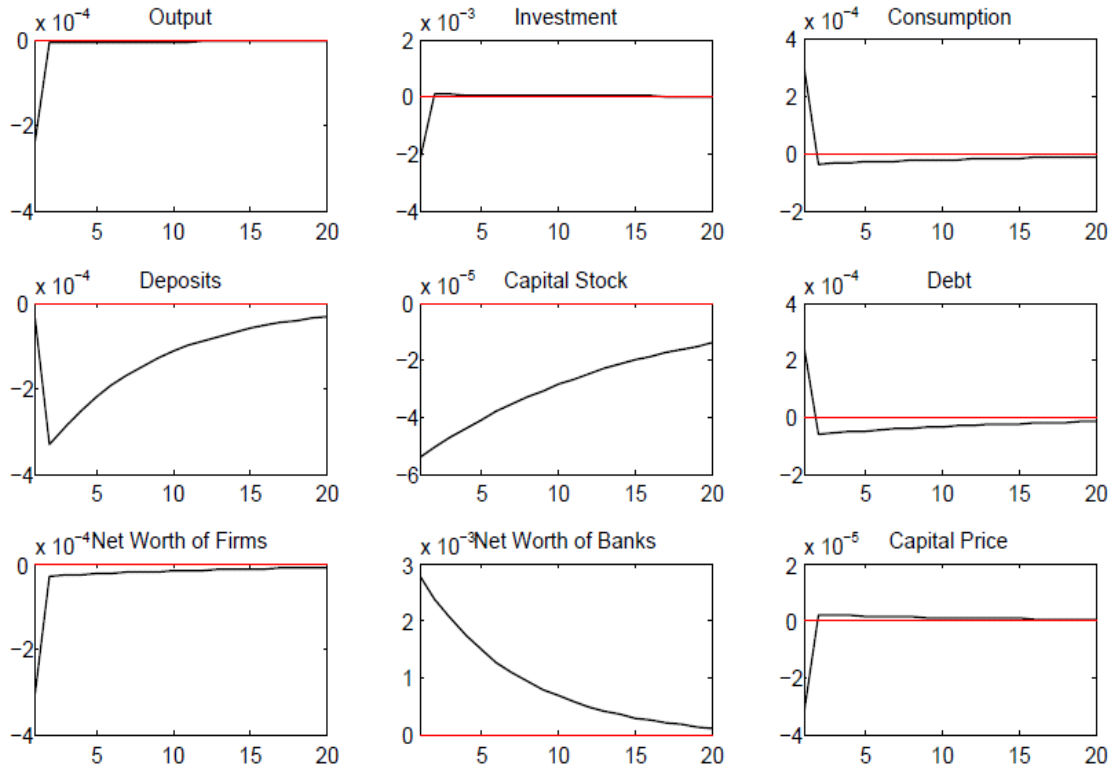 x 10⁻⁴ Output
0
−2
−4
5 10 15 20
x 10⁻³ Investment
2
0
−2
−4
5 10 15 20
x 10⁻⁴ Consumption
4
2
0
−2
5 10 15 20
x 10⁻⁴ Deposits
0
−2
−4
5 10 15 20
x 10⁻⁵ Capital Stock
0
−2
−4
−6
5 10 15 20
x 10⁻⁴ Debt
4
2
0
−2
5 10 15 20
x 10⁻⁴ Net Worth of Firms
0
−2
−4
5 10 15 20
x 10⁻³ Net Worth of Banks
3
2
1
0
5 10 15 20
x 10⁻⁵ Capital Price
2
0
−2
−4
5 10 15 20